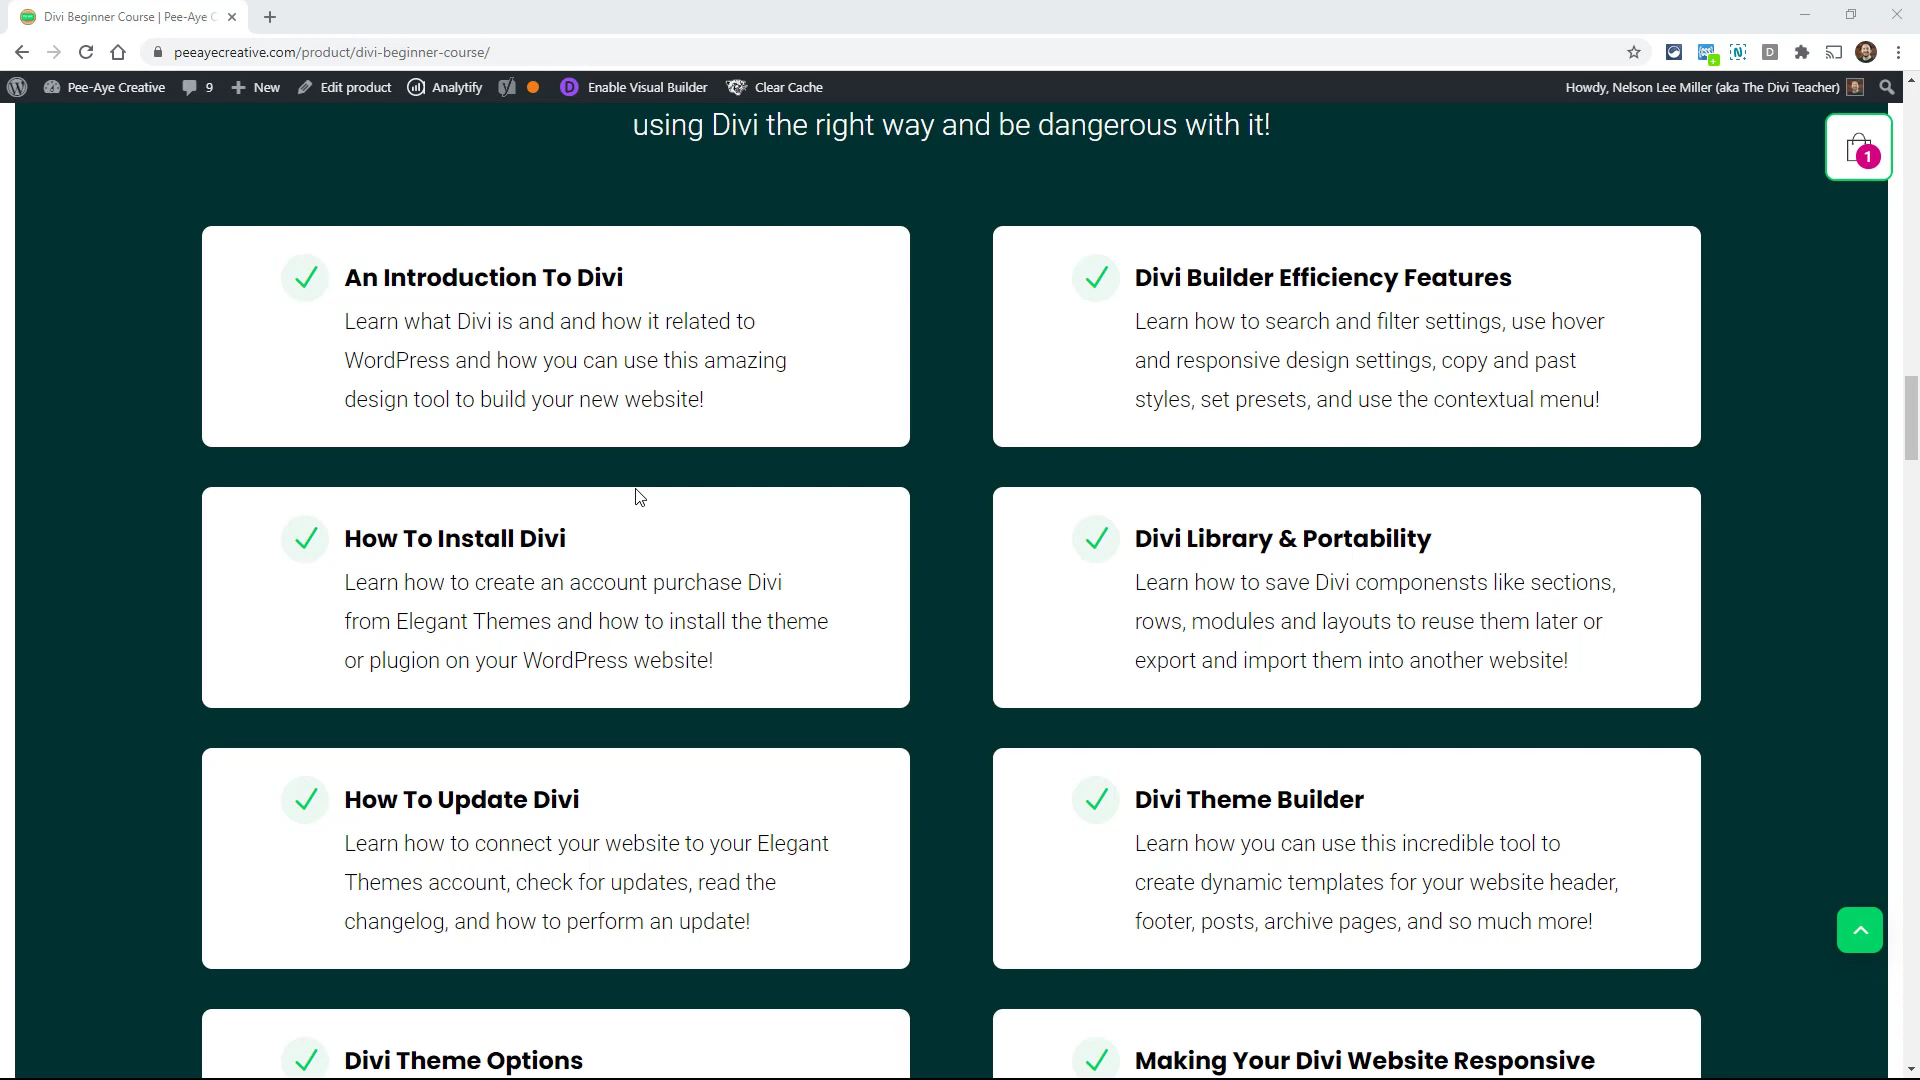 Divi Beginner Course | Pee-Aye C
peeayecreative.com/product/divi-beginner-course/
D
Pee-Aye Creative 9 New Edit product Analytify D Enable Visual Builder Clear Cache Howdy, Nelson Lee Miller (aka The Divi Teacher)
using Divi the right way and be dangerous with it!
1
An Introduction To Divi
Learn what Divi is and and how it related to
WordPress and how you can use this amazing
design tool to build your new website!
Divi Builder Efficiency Features
Learn how to search and filter settings, use hover
and responsive design settings, copy and past
styles, set presets, and use the contextual menu!
How To Install Divi
Learn how to create an account purchase Divi
from Elegant Themes and how to install the theme
or plugion on your WordPress website!
Divi Library & Portability
Learn how to save Divi componensts like sections,
rows, modules and layouts to reuse them later or
export and import them into another website!
How To Update Divi
Learn how to connect your website to your Elegant
Themes account, check for updates, read the
changelog, and how to perform an update!
Divi Theme Builder
Learn how you can use this incredible tool to
create dynamic templates for your website header,
footer, posts, archive pages, and so much more!
Divi Theme Options
Making Your Divi Website Responsive